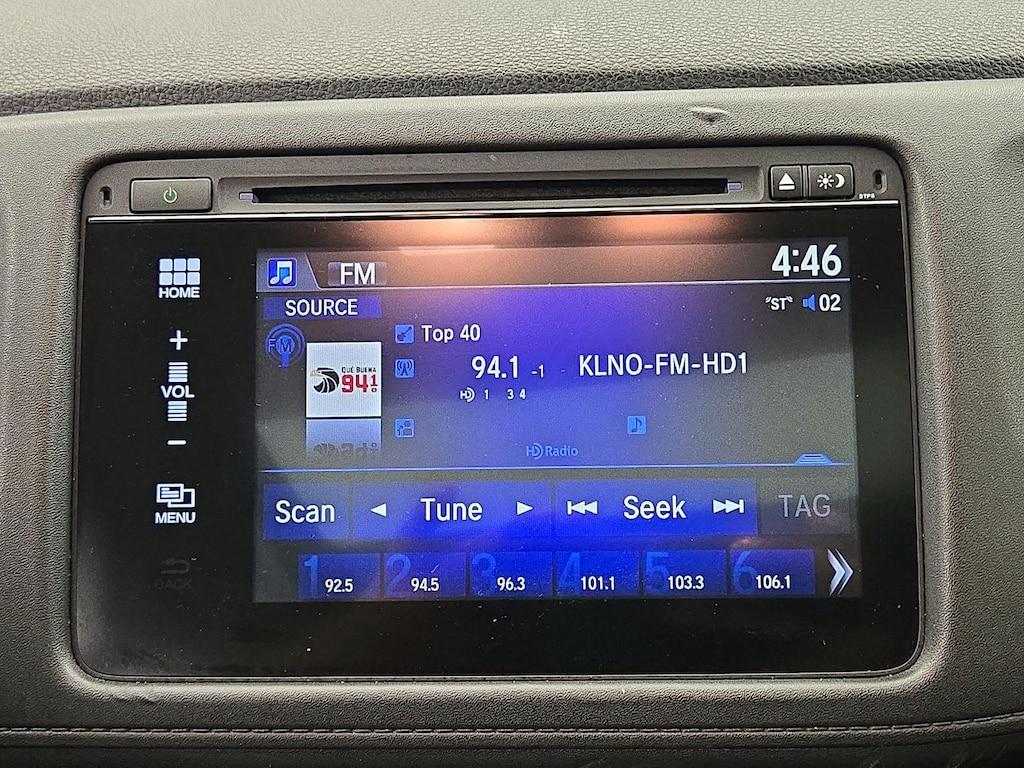 HOME
+
VOL
−
MENU
BACK
FM
4:46
SOURCE
"ST" 02
FM
Top 40
QUÉ BUENA
94.1
94.1 -1 KLNO-FM-HD1
HD 1 3 4
HD Radio
Scan Tune Seek TAG
1 92.5 2 94.5 3 96.3 4 101.1 5 103.3 6 106.1